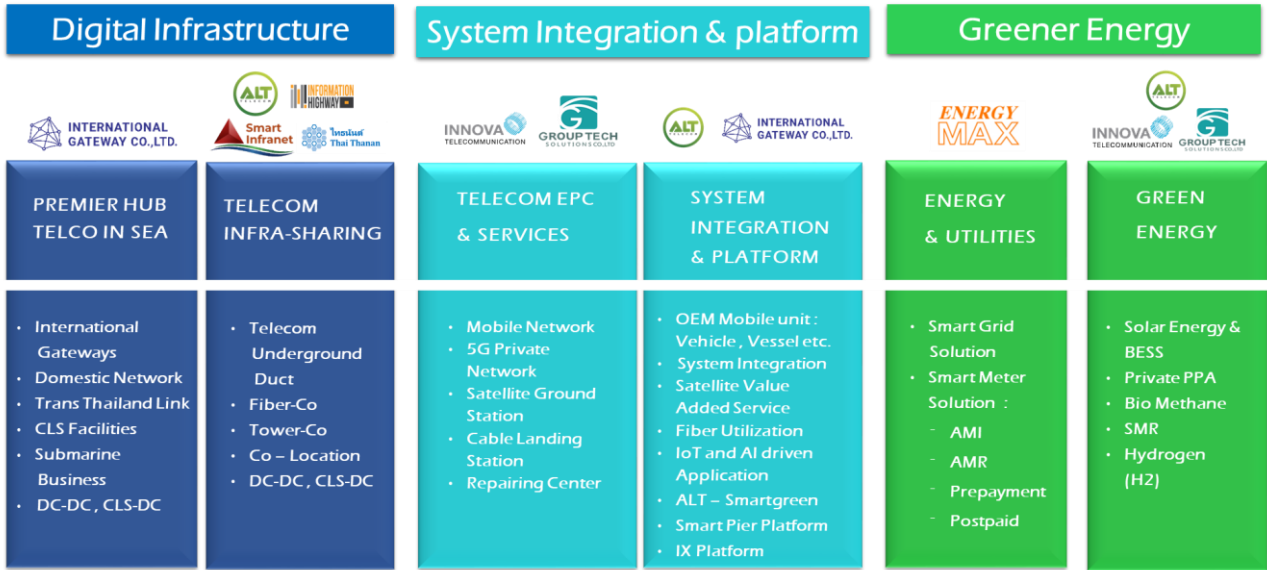 Digital Infrastructure
System Integration & platform
Greener Energy
INTERNATIONAL
GATEWAY CO.,LTD.
ALT
TELECOM
INFORMATION
HIGHWAY
Smart
Infranet
ไทยนันต์
Thai Thanan
INNOVA
TELECOMMUNICATION
G
GROUP TECH
SOLUTIONS CO.,LTD
ALT
TELECOM
INTERNATIONAL
GATEWAY CO.,LTD.
ENERGY
MAX
ALT
TELECOM
INNOVA
TELECOMMUNICATION
G
GROUP TECH
SOLUTIONS CO.,LTD
PREMIER HUB
TELCO IN SEA
TELECOM
INFRA-SHARING
TELECOM EPC
& SERVICES
SYSTEM
INTEGRATION
& PLATFORM
ENERGY
& UTILITIES
GREEN
ENERGY
• International
Gateways
• Domestic Network
• Trans Thailand Link
• CLS Facilities
• Submarine
Business
• DC-DC , CLS-DC
• Telecom
Underground
Duct
• Fiber-Co
• Tower-Co
• Co – Location
• DC-DC , CLS-DC
• Mobile Network
• 5G Private
Network
• Satellite Ground
Station
• Cable Landing
Station
• Repairing Center
• OEM Mobile unit :
Vehicle , Vessel etc.
• System Integration
• Satellite Value
Added Service
• Fiber Utilization
• IoT and AI driven
Application
• ALT – Smartgreen
• Smart Pier Platform
• IX Platform
• Smart Grid
Solution
• Smart Meter
Solution :
- AMI
- AMR
- Prepayment
- Postpaid
• Solar Energy &
BESS
• Private PPA
• Bio Methane
• SMR
• Hydrogen
(H2)